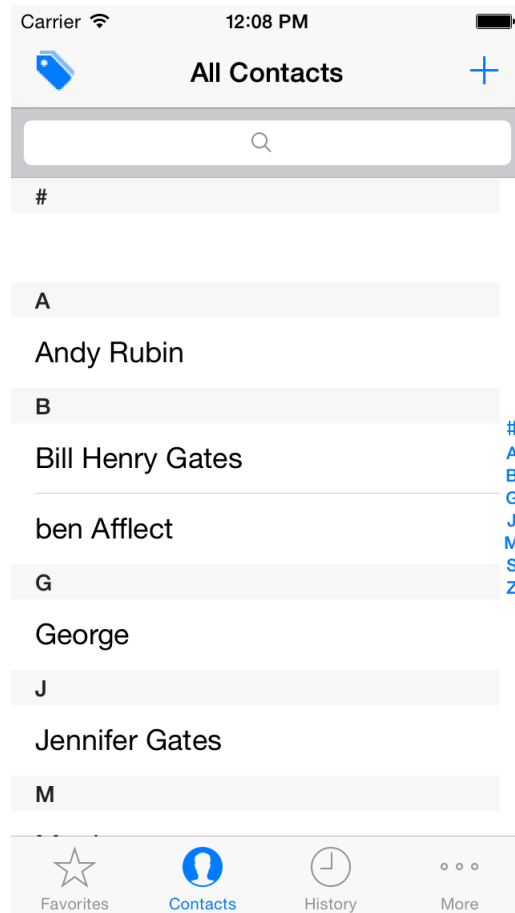 Carrier 12:08 PM
All Contacts
#
A
Andy Rubin
B
Bill Henry Gates
ben Afflect
G
George
J
Jennifer Gates
M
#
A
B
G
J
M
S
Z
Favorites Contacts History More